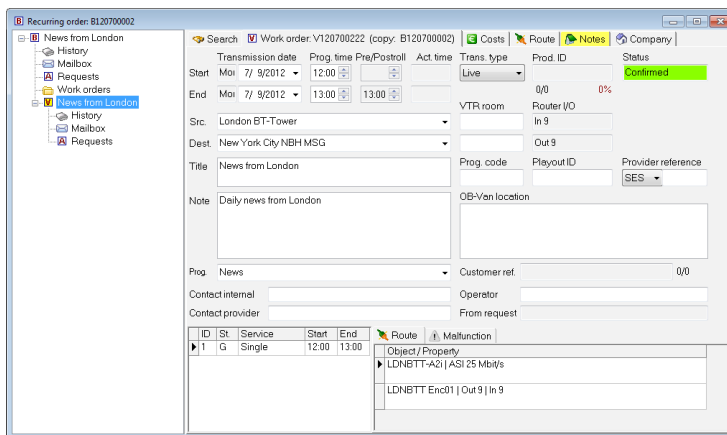 Recurring order: B120700002
B News from London
History
Mailbox
A Requests
Work orders
V News from London
History
Mailbox
A Requests
Search V Work order: V120700222 (copy: B120700002) Costs Route Notes Company
Transmission date Prog. time Pre/Postroll Act. time Trans. type Prod. ID Status
Start Mo 7/ 9/2012 12:00 Live Confirmed
0/0 0%
End Mo 7/ 9/2012 13:00 13:00
VTR room Router I/O
Src. London BT-Tower In 9
Dest. New York City NBH MSG Out 9
Title News from London
Prog. code Playout ID Provider reference
SES
Note Daily news from London
OB-Van location
Prog. News Customer ref. 0/0
Contact internal Operator
Contact provider From request
ID St. Service Start End
1 G Single 12:00 13:00
Route Malfunction
Object / Property
LDNBTT-A2i | ASI 25 Mbit/s
LDNBTT Enc01 | Out 9 | In 9